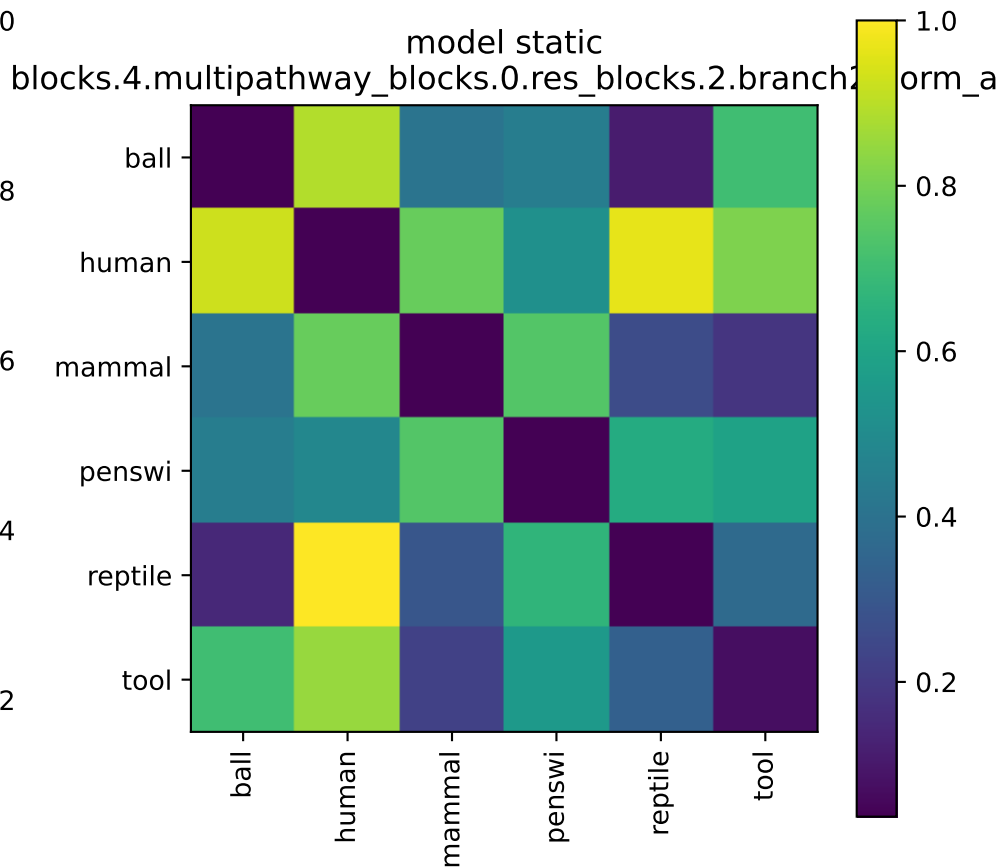 model static
blocks.4.multipathway_blocks.0.res_blocks.2.branch2 orm_a
0
8
6
4
2
ball
human
mammal
penswi
reptile
tool
ball
human
mammal
penswi
reptile
tool
1.0
0.8
0.6
0.4
0.2